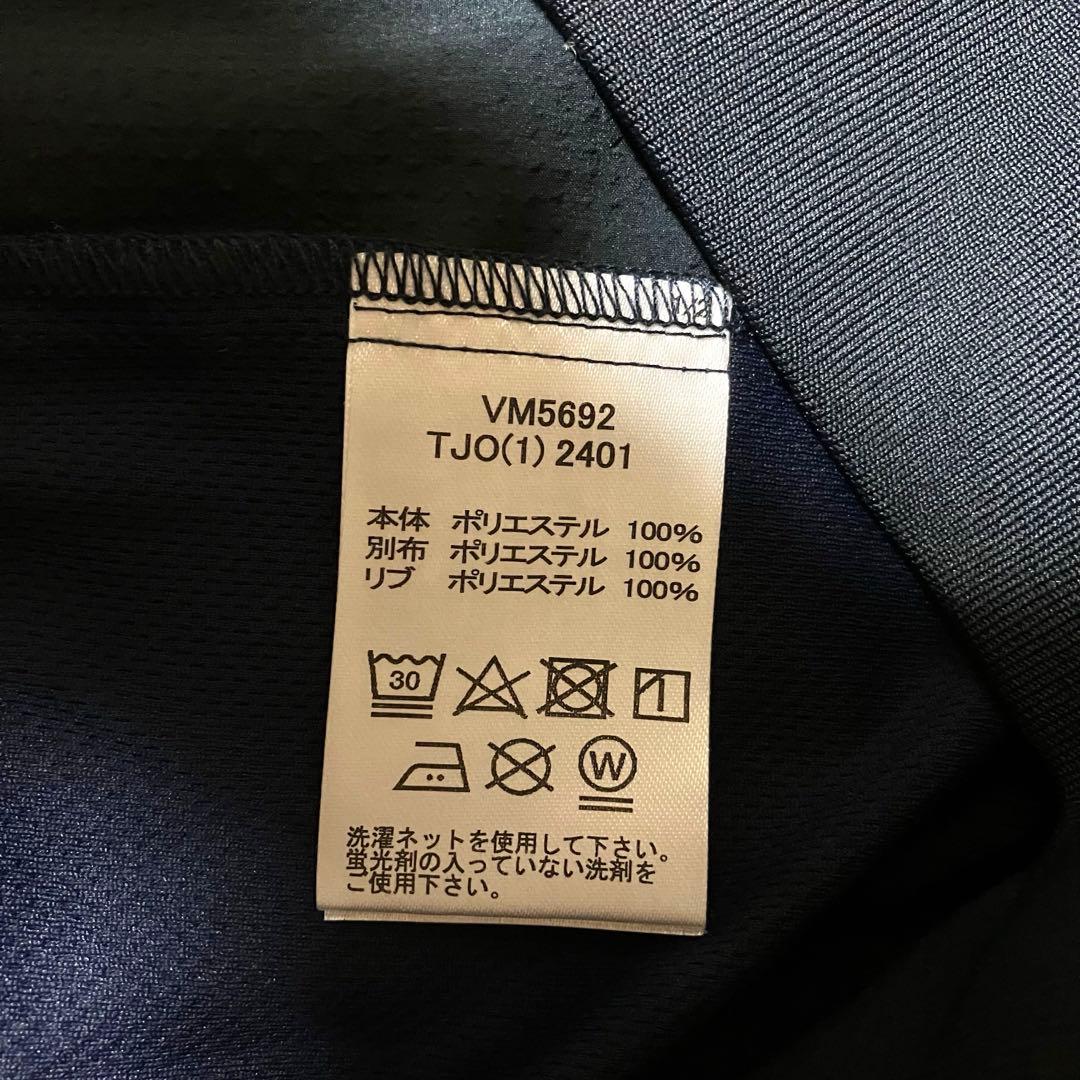 VM5692
TJO(1) 2401
本体 ポリエステル 100%
別布 ポリエステル 100%
リブ ポリエステル 100%
30
W
洗濯ネットを使用して下さい。
蛍光剤の入っていない洗剤を
ご使用下さい。